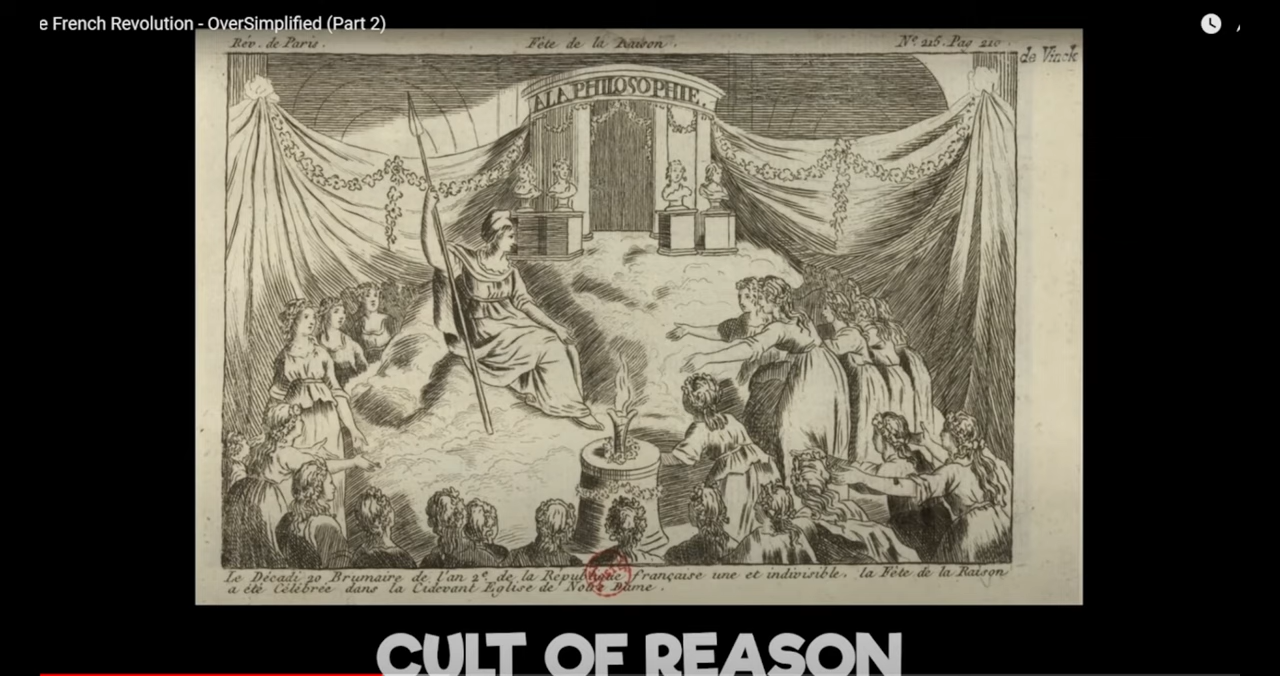 e French Revolution - OverSimplified (Part 2)
Rév. de Paris.
Fête de la Raison.
Nº 215. Pag 210.
de Vinck
A LA PHILOSOPHIE.
Le Décadi 20 Brumaire de l'an 2e. de la République française une et indivisible, la Fête de la Raison
a été Célébrée dans la Cidevant Eglise de Notre Dame.
CULT OF REASON